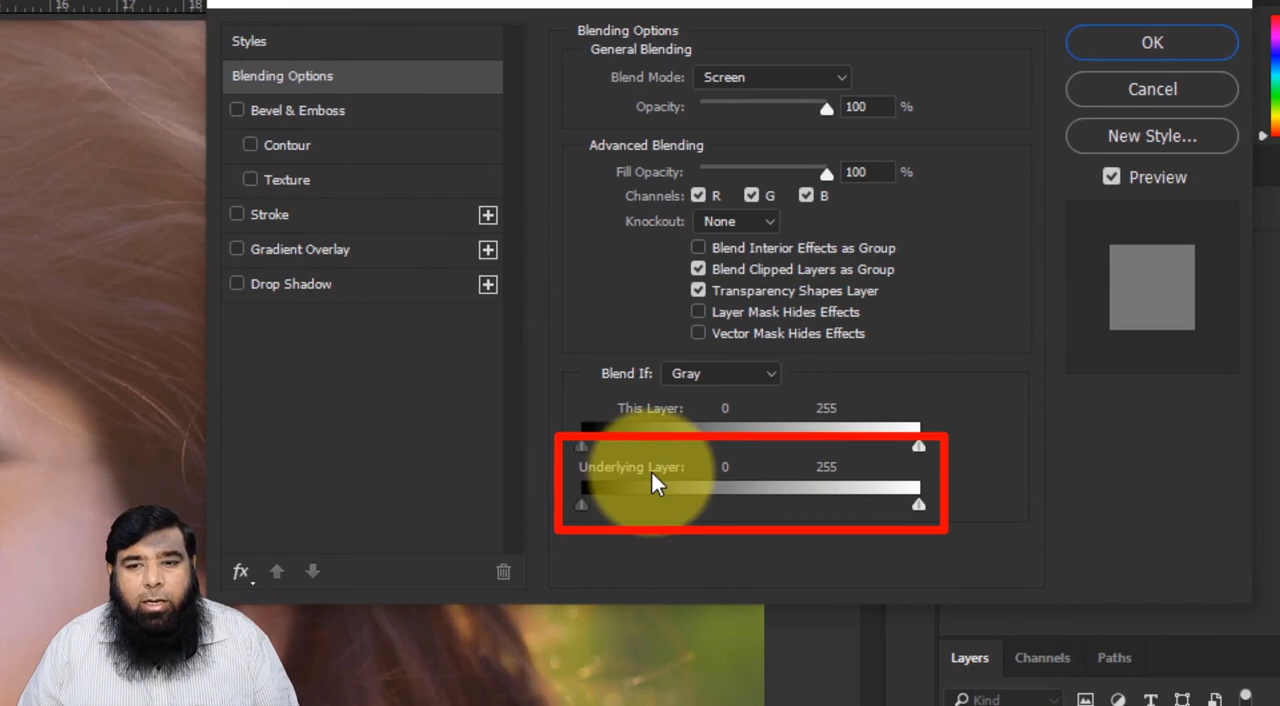 16 17 18
Styles
Blending Options
Bevel & Emboss
Contour
Texture
Stroke
Gradient Overlay
Drop Shadow
fx
Blending Options
General Blending
Blend Mode: Screen
Opacity: 100 %
Advanced Blending
Fill Opacity: 100 %
Channels: R G B
Knockout: None
Blend Interior Effects as Group
Blend Clipped Layers as Group
Transparency Shapes Layer
Layer Mask Hides Effects
Vector Mask Hides Effects
Blend If: Gray
This Layer: 0 255
Underlying Layer: 0 255
OK
Cancel
New Style...
Preview
Layers Channels Paths
Kind
T